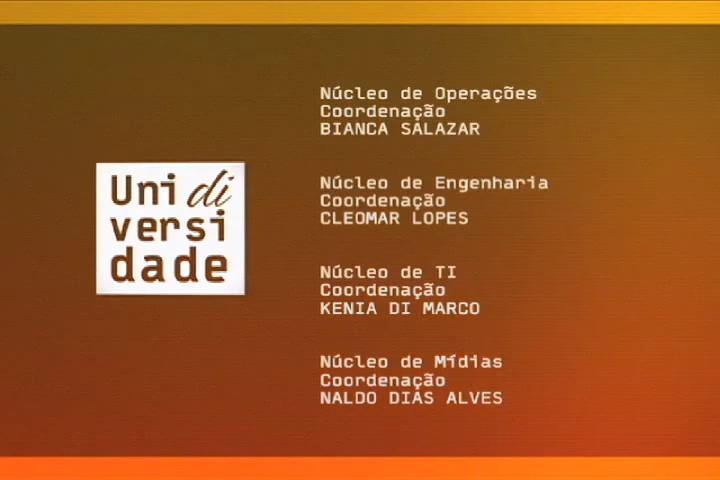 Uni di
versi
dade
Núcleo de Operações
Coordenação
BIANCA SALAZAR
Núcleo de Engenharia
Coordenação
CLEOMAR LOPES
Núcleo de TI
Coordenação
KENIA DI MARCO
Núcleo de Mídias
Coordenação
NALDO DIAS ALVES